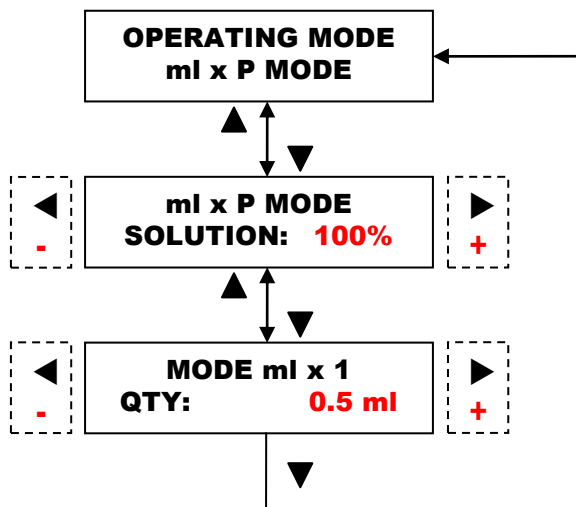 OPERATING MODE
ml x P MODE
ml x P MODE
- SOLUTION: 100% +
MODE ml x 1
- QTY: 0.5 ml +